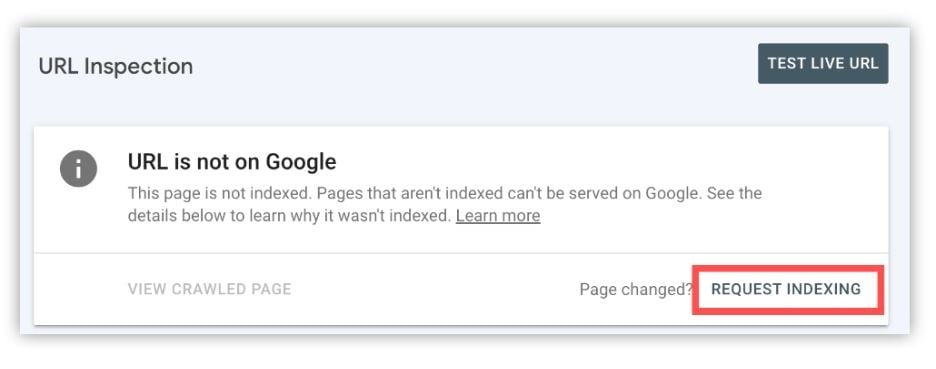 URL Inspection
TEST LIVE URL
URL is not on Google
This page is not indexed. Pages that aren't indexed can't be served on Google. See the
details below to learn why it wasn't indexed. Learn more
VIEW CRAWLED PAGE
Page changed? REQUEST INDEXING